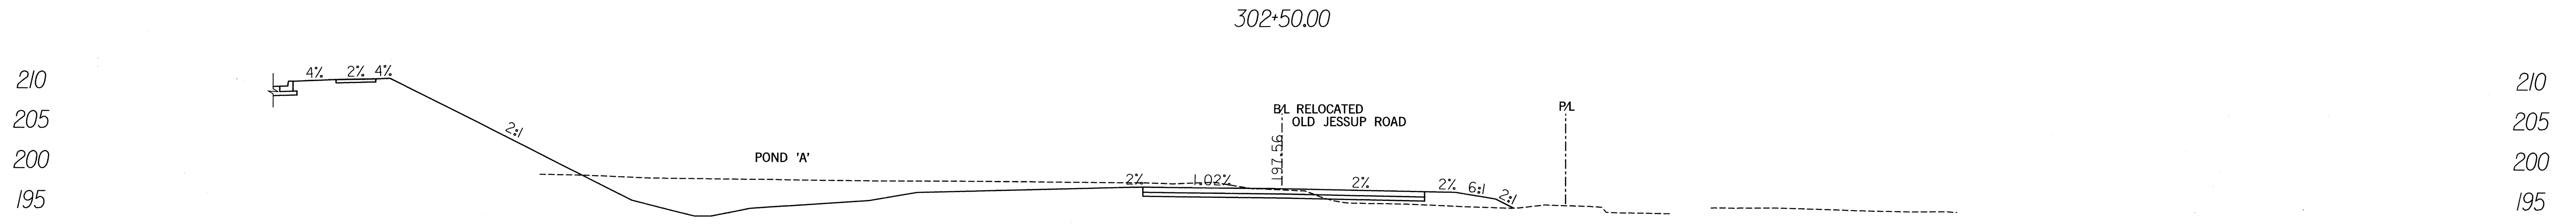 302+50.00
210 4% 2% 4% 210
B/L RELOCATED P/L
205 2:1 OLD JESSUP ROAD 205
197.56
200 POND 'A' 200
2% 1.02% 2% 2% 6:1 2:1
195 195